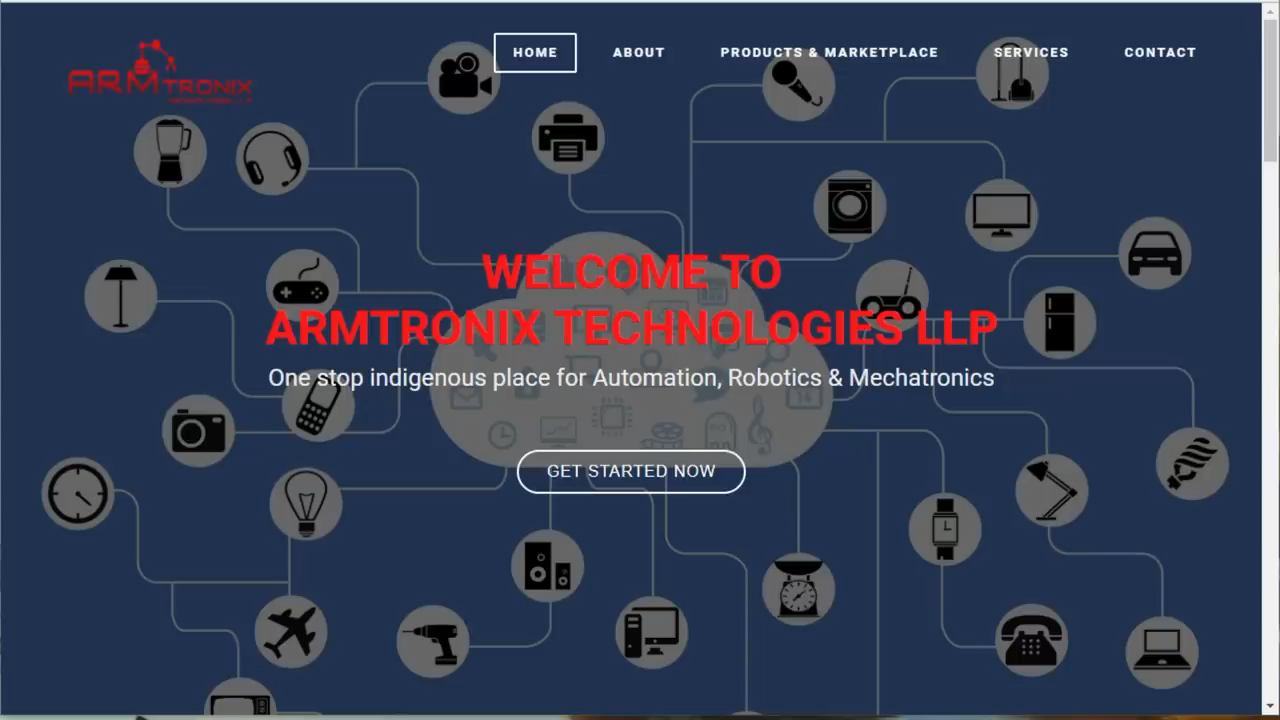 ARMTRONIX
HOME
ABOUT
PRODUCTS & MARKETPLACE
SERVICES
CONTACT
WELCOME TO
ARMTRONIX TECHNOLOGIES LLP
One stop indigenous place for Automation, Robotics & Mechatronics
GET STARTED NOW